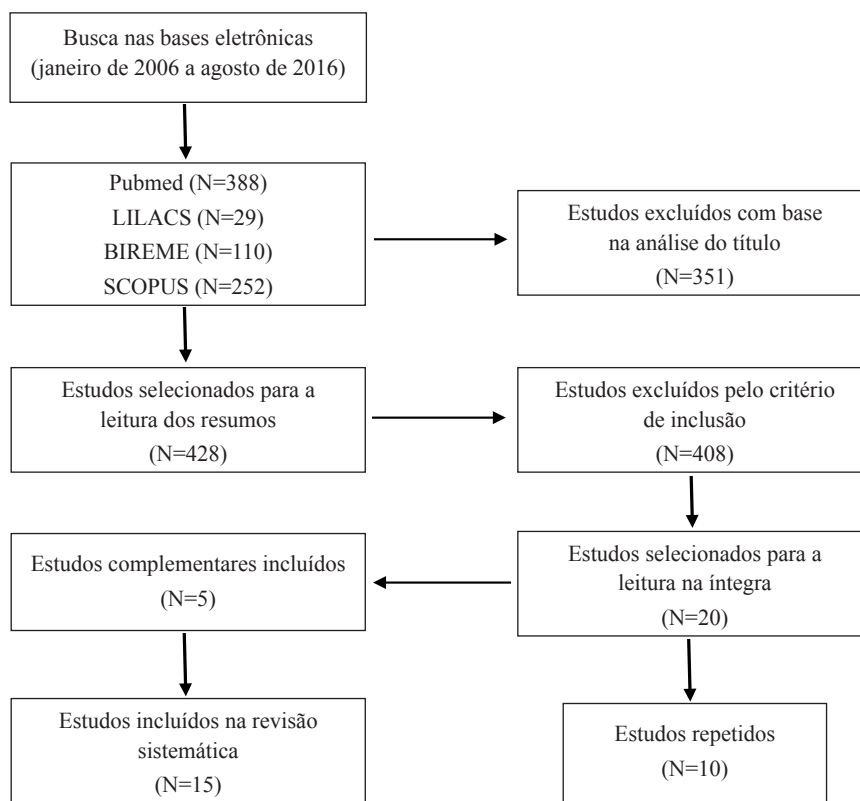 Busca nas bases eletrônicas
(janeiro de 2006 a agosto de 2016)
Pubmed (N=388)
LILACS (N=29)
BIREME (N=110)
SCOPUS (N=252)
Estudos excluídos com base
na análise do título
(N=351)
Estudos selecionados para a
leitura dos resumos
(N=428)
Estudos excluídos pelo critério
de inclusão
(N=408)
Estudos selecionados para a
leitura na íntegra
(N=20)
Estudos complementares incluídos
(N=5)
Estudos incluídos na revisão
sistemática
(N=15)
Estudos repetidos
(N=10)